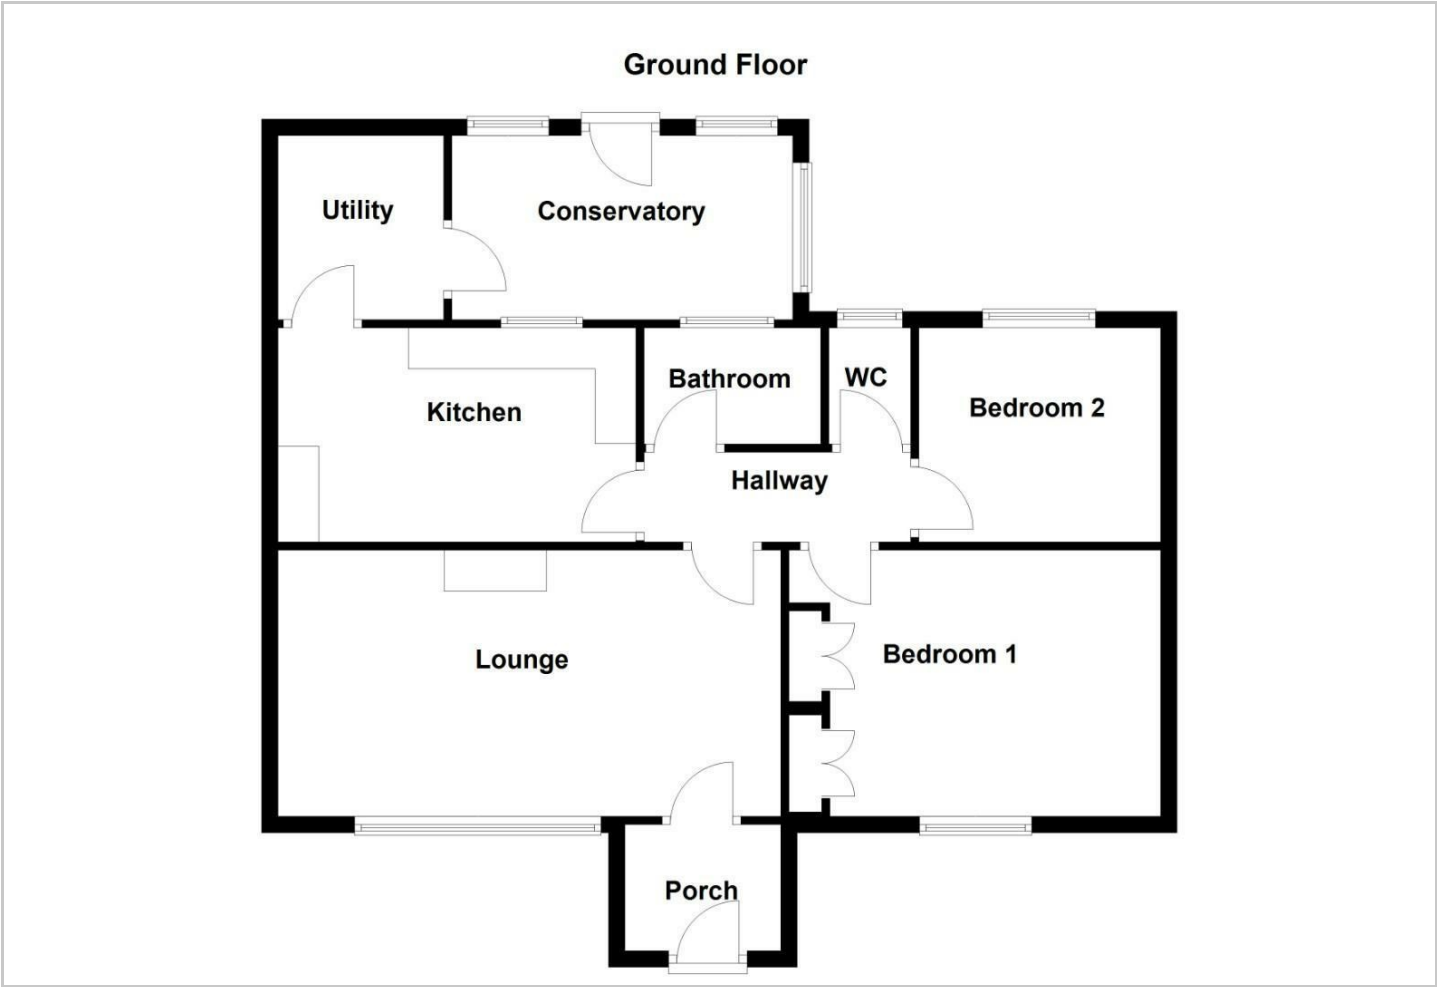 Ground Floor
Utility
Conservatory
Kitchen
Bathroom
WC
Bedroom 2
Hallway
Lounge
Bedroom 1
Porch